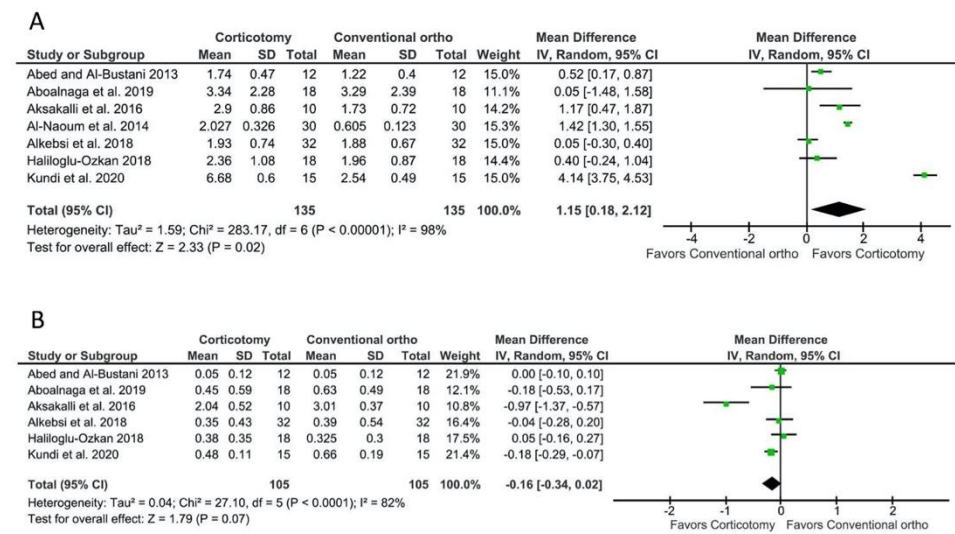 A
Corticotomy Conventional ortho Mean Difference Mean Difference
Study or Subgroup Mean SD Total Mean SD Total Weight IV, Random, 95% CI IV, Random, 95% CI
Abed and Al-Bustani 2013 1.74 0.47 12 1.22 0.4 12 15.0% 0.52 [0.17, 0.87]
Aboalnaga et al. 2019 3.34 2.28 18 3.29 2.39 18 11.1% 0.05 [-1.48, 1.58]
Aksakalli et al. 2016 2.9 0.86 10 1.73 0.72 10 14.2% 1.17 [0.47, 1.87]
Al-Naoum et al. 2014 2.027 0.326 30 0.605 0.123 30 15.3% 1.42 [1.30, 1.55]
Alkebsi et al. 2018 1.93 0.74 32 1.88 0.67 32 15.0% 0.05 [-0.30, 0.40]
Haliloglu-Ozkan 2018 2.36 1.08 18 1.96 0.87 18 14.4% 0.40 [-0.24, 1.04]
Kundi et al. 2020 6.68 0.6 15 2.54 0.49 15 15.0% 4.14 [3.75, 4.53]
Total (95% CI) 135 135 100.0% 1.15 [0.18, 2.12]
Heterogeneity: Tau² = 1.59; Chi² = 283.17, df = 6 (P < 0.00001); I² = 98%
Test for overall effect: Z = 2.33 (P = 0.02)
-4 -2 0 2 4
Favors Conventional ortho Favors Corticotomy
B
Corticotomy Conventional ortho Mean Difference Mean Difference
Study or Subgroup Mean SD Total Mean SD Total Weight IV, Random, 95% CI IV, Random, 95% CI
Abed and Al-Bustani 2013 0.05 0.12 12 0.05 0.12 12 21.9% 0.00 [-0.10, 0.10]
Aboalnaga et al. 2019 0.45 0.59 18 0.63 0.49 18 12.1% -0.18 [-0.53, 0.17]
Aksakalli et al. 2016 2.04 0.52 10 3.01 0.37 10 10.8% -0.97 [-1.37, -0.57]
Alkebsi et al. 2018 0.35 0.43 32 0.39 0.54 32 16.4% -0.04 [-0.28, 0.20]
Haliloglu-Ozkan 2018 0.38 0.35 18 0.325 0.3 18 17.5% 0.05 [-0.16, 0.27]
Kundi et al. 2020 0.48 0.11 15 0.66 0.19 15 21.4% -0.18 [-0.29, -0.07]
Total (95% CI) 105 105 100.0% -0.16 [-0.34, 0.02]
Heterogeneity: Tau² = 0.04; Chi² = 27.10, df = 5 (P < 0.0001); I² = 82%
Test for overall effect: Z = 1.79 (P = 0.07)
-2 -1 0 1 2
Favors Corticotomy Favors Conventional ortho